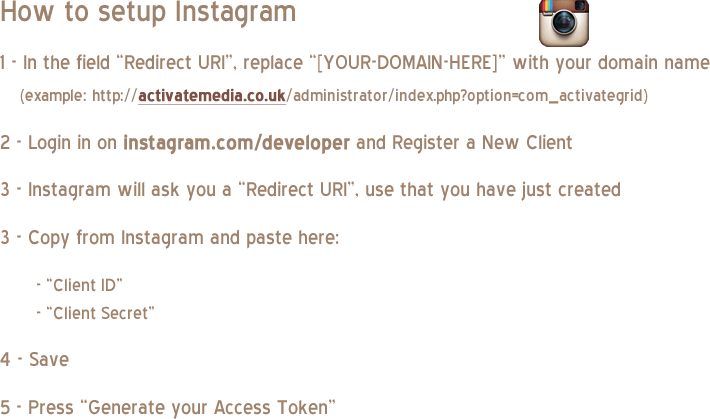 How to setup Instagram
1 - In the field “Redirect URI”, replace “[YOUR-DOMAIN-HERE]” with your domain name
(example: http://activatemedia.co.uk/administrator/index.php?option=com_activategrid)
2 - Login in on instagram.com/developer and Register a New Client
3 - Instagram will ask you a “Redirect URI”, use that you have just created
3 - Copy from Instagram and paste here:
- “Client ID”
- “Client Secret”
4 - Save
5 - Press “Generate your Access Token”